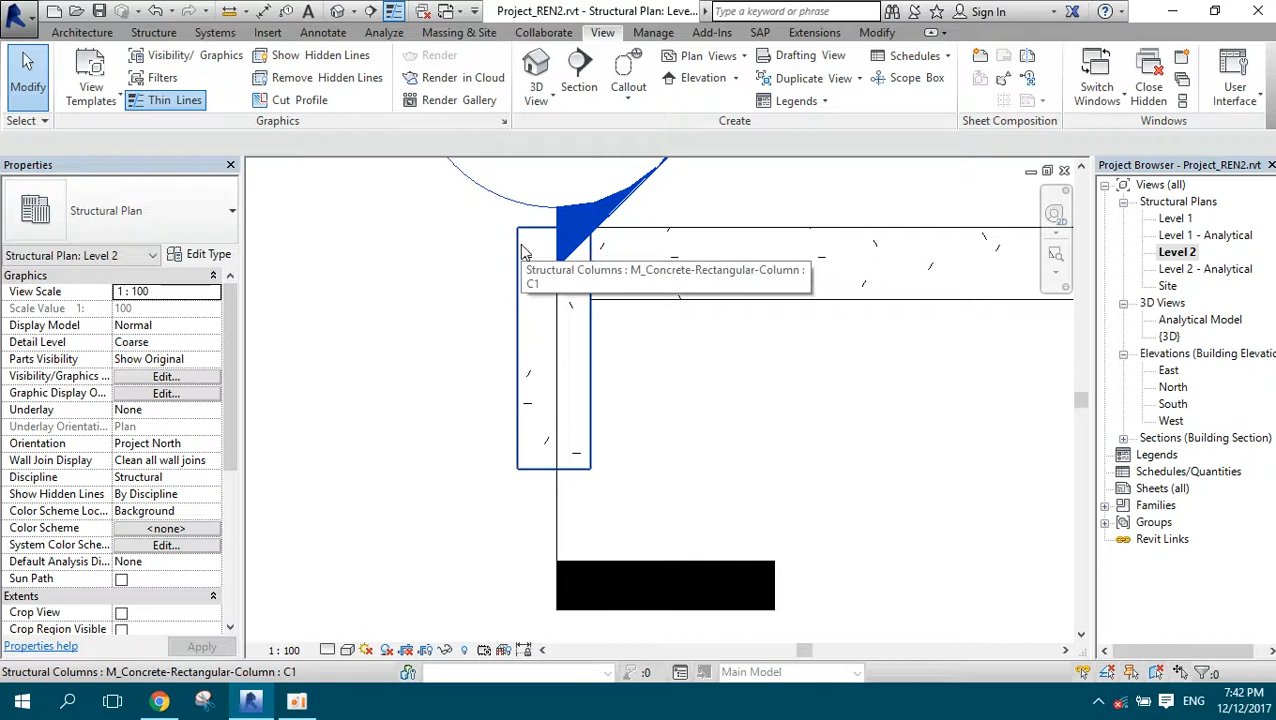 Project_REN2.rvt - Structural Plan: Leve...
Type a keyword or phrase
Sign In
Architecture Structure Systems Insert Annotate Analyze Massing & Site Collaborate View Manage Add-Ins SAP Extensions Modify
Modify
Select
View
Templates
Visibility/ Graphics
Filters
Thin Lines
Show Hidden Lines
Remove Hidden Lines
Cut Profile
Render
Render in Cloud
Render Gallery
Graphics
3D
View
Section
Callout
Plan Views
Elevation
Drafting View
Duplicate View
Legends
Schedules
Scope Box
Create
Sheet Composition
Switch
Windows
Close
Hidden
User
Interface
Windows
Properties
Structural Plan
Structural Plan: Level 2
Edit Type
Graphics
View Scale 1 : 100
Scale Value 1: 100
Display Model Normal
Detail Level Coarse
Parts Visibility Show Original
Visibility/Graphics ... Edit...
Graphic Display O... Edit...
Underlay None
Underlay Orientation Plan
Orientation Project North
Wall Join Display Clean all wall joins
Discipline Structural
Show Hidden Lines By Discipline
Color Scheme Loc... Background
Color Scheme <none>
System Color Sche... Edit...
Default Analysis Di... None
Sun Path
Extents
Crop View
Crop Region Visible
Properties help
Apply
Structural Columns : M_Concrete-Rectangular-Column :
C1
2D
Project Browser - Project_REN2.rvt
Views (all)
Structural Plans
Level 1
Level 1 - Analytical
Level 2
Level 2 - Analytical
Site
3D Views
Analytical Model
{3D}
Elevations (Building Elevatio
East
North
South
West
Sections (Building Section)
Legends
Schedules/Quantities
Sheets (all)
Families
Groups
Revit Links
1 : 100
Structural Columns : M_Concrete-Rectangular-Column : C1
:0
Main Model
:0
ENG
7:42 PM
12/12/2017